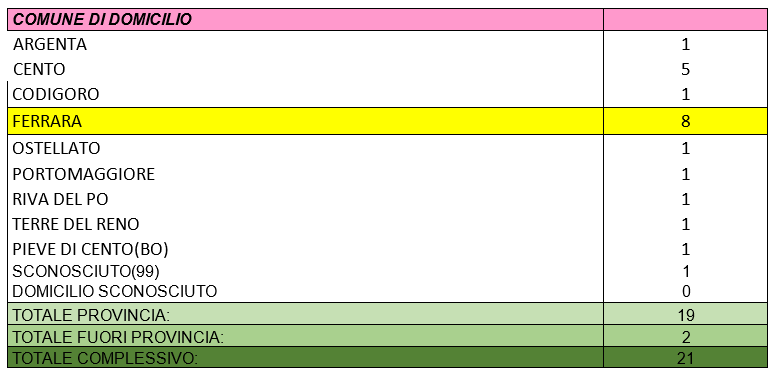 COMUNE DI DOMICILIO
ARGENTA 1
CENTO 5
CODIGORO 1
FERRARA 8
OSTELLATO 1
PORTOMAGGIORE 1
RIVA DEL PO 1
TERRE DEL RENO 1
PIEVE DI CENTO(BO) 1
SCONOSCIUTO(99) 1
DOMICILIO SCONOSCIUTO 0
TOTALE PROVINCIA: 19
TOTALE FUORI PROVINCIA: 2
TOTALE COMPLESSIVO: 21